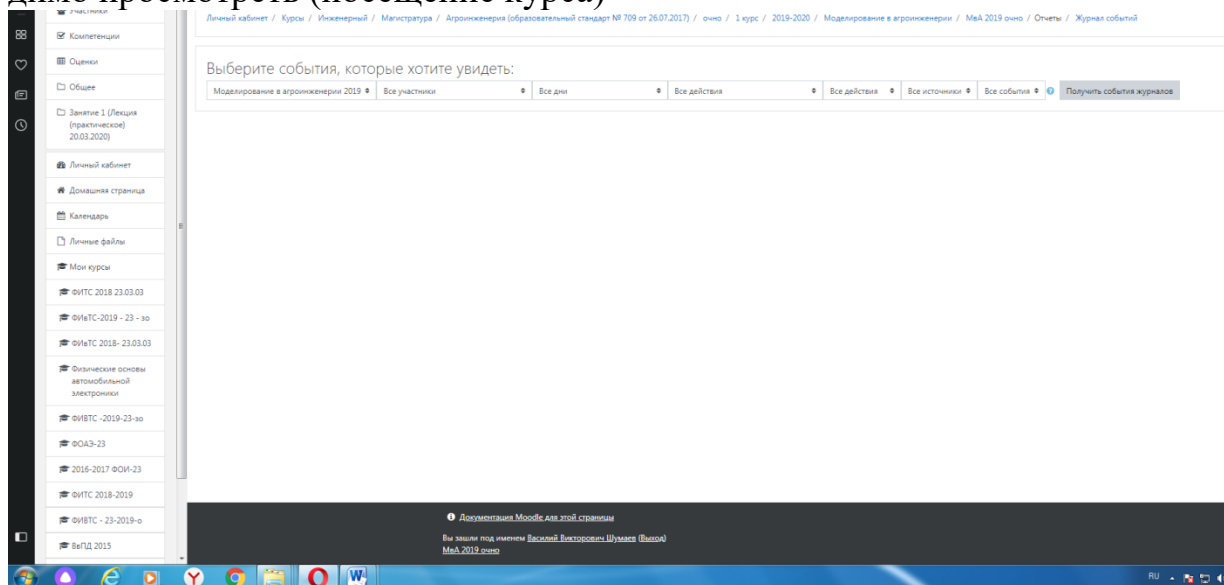 димо просмотреть (посещение курса)
Участники
Компетенции
Оценки
Общее
Занятие 1 (Лекция
(практическое)
20.03.2020)
Личный кабинет
Домашняя страница
Календарь
Личные файлы
Мои курсы
ФИТС 2018 23.03.03
ФИвТС-2019 - 23 - зо
ФИвТС 2018- 23.03.03
Физические основы
автомобильной
электроники
ФИВТС -2019-23-зо
ФОАЭ-23
2016-2017 ФОИ-23
ФИТС 2018-2019
ФИВТС - 23-2019-о
ВвПД 2015
Личный кабинет / Курсы / Инженерный / Магистратура / Агроинженерия (образовательный стандарт № 709 от 26.07.2017) / очно / 1 курс / 2019-2020 / Моделирование в агроинженерии / МвА 2019 очно / Отчеты / Журнал событий
Выберите события, которые хотите увидеть:
Моделирование в агроинженерии 2019 Все участники Все дни Все действия Все действия Все источники Все события Получить события журналов
Документация Moodle для этой страницы
Вы зашли под именем Василий Викторович Шумаев (Выход)
МвА 2019 очно
RU